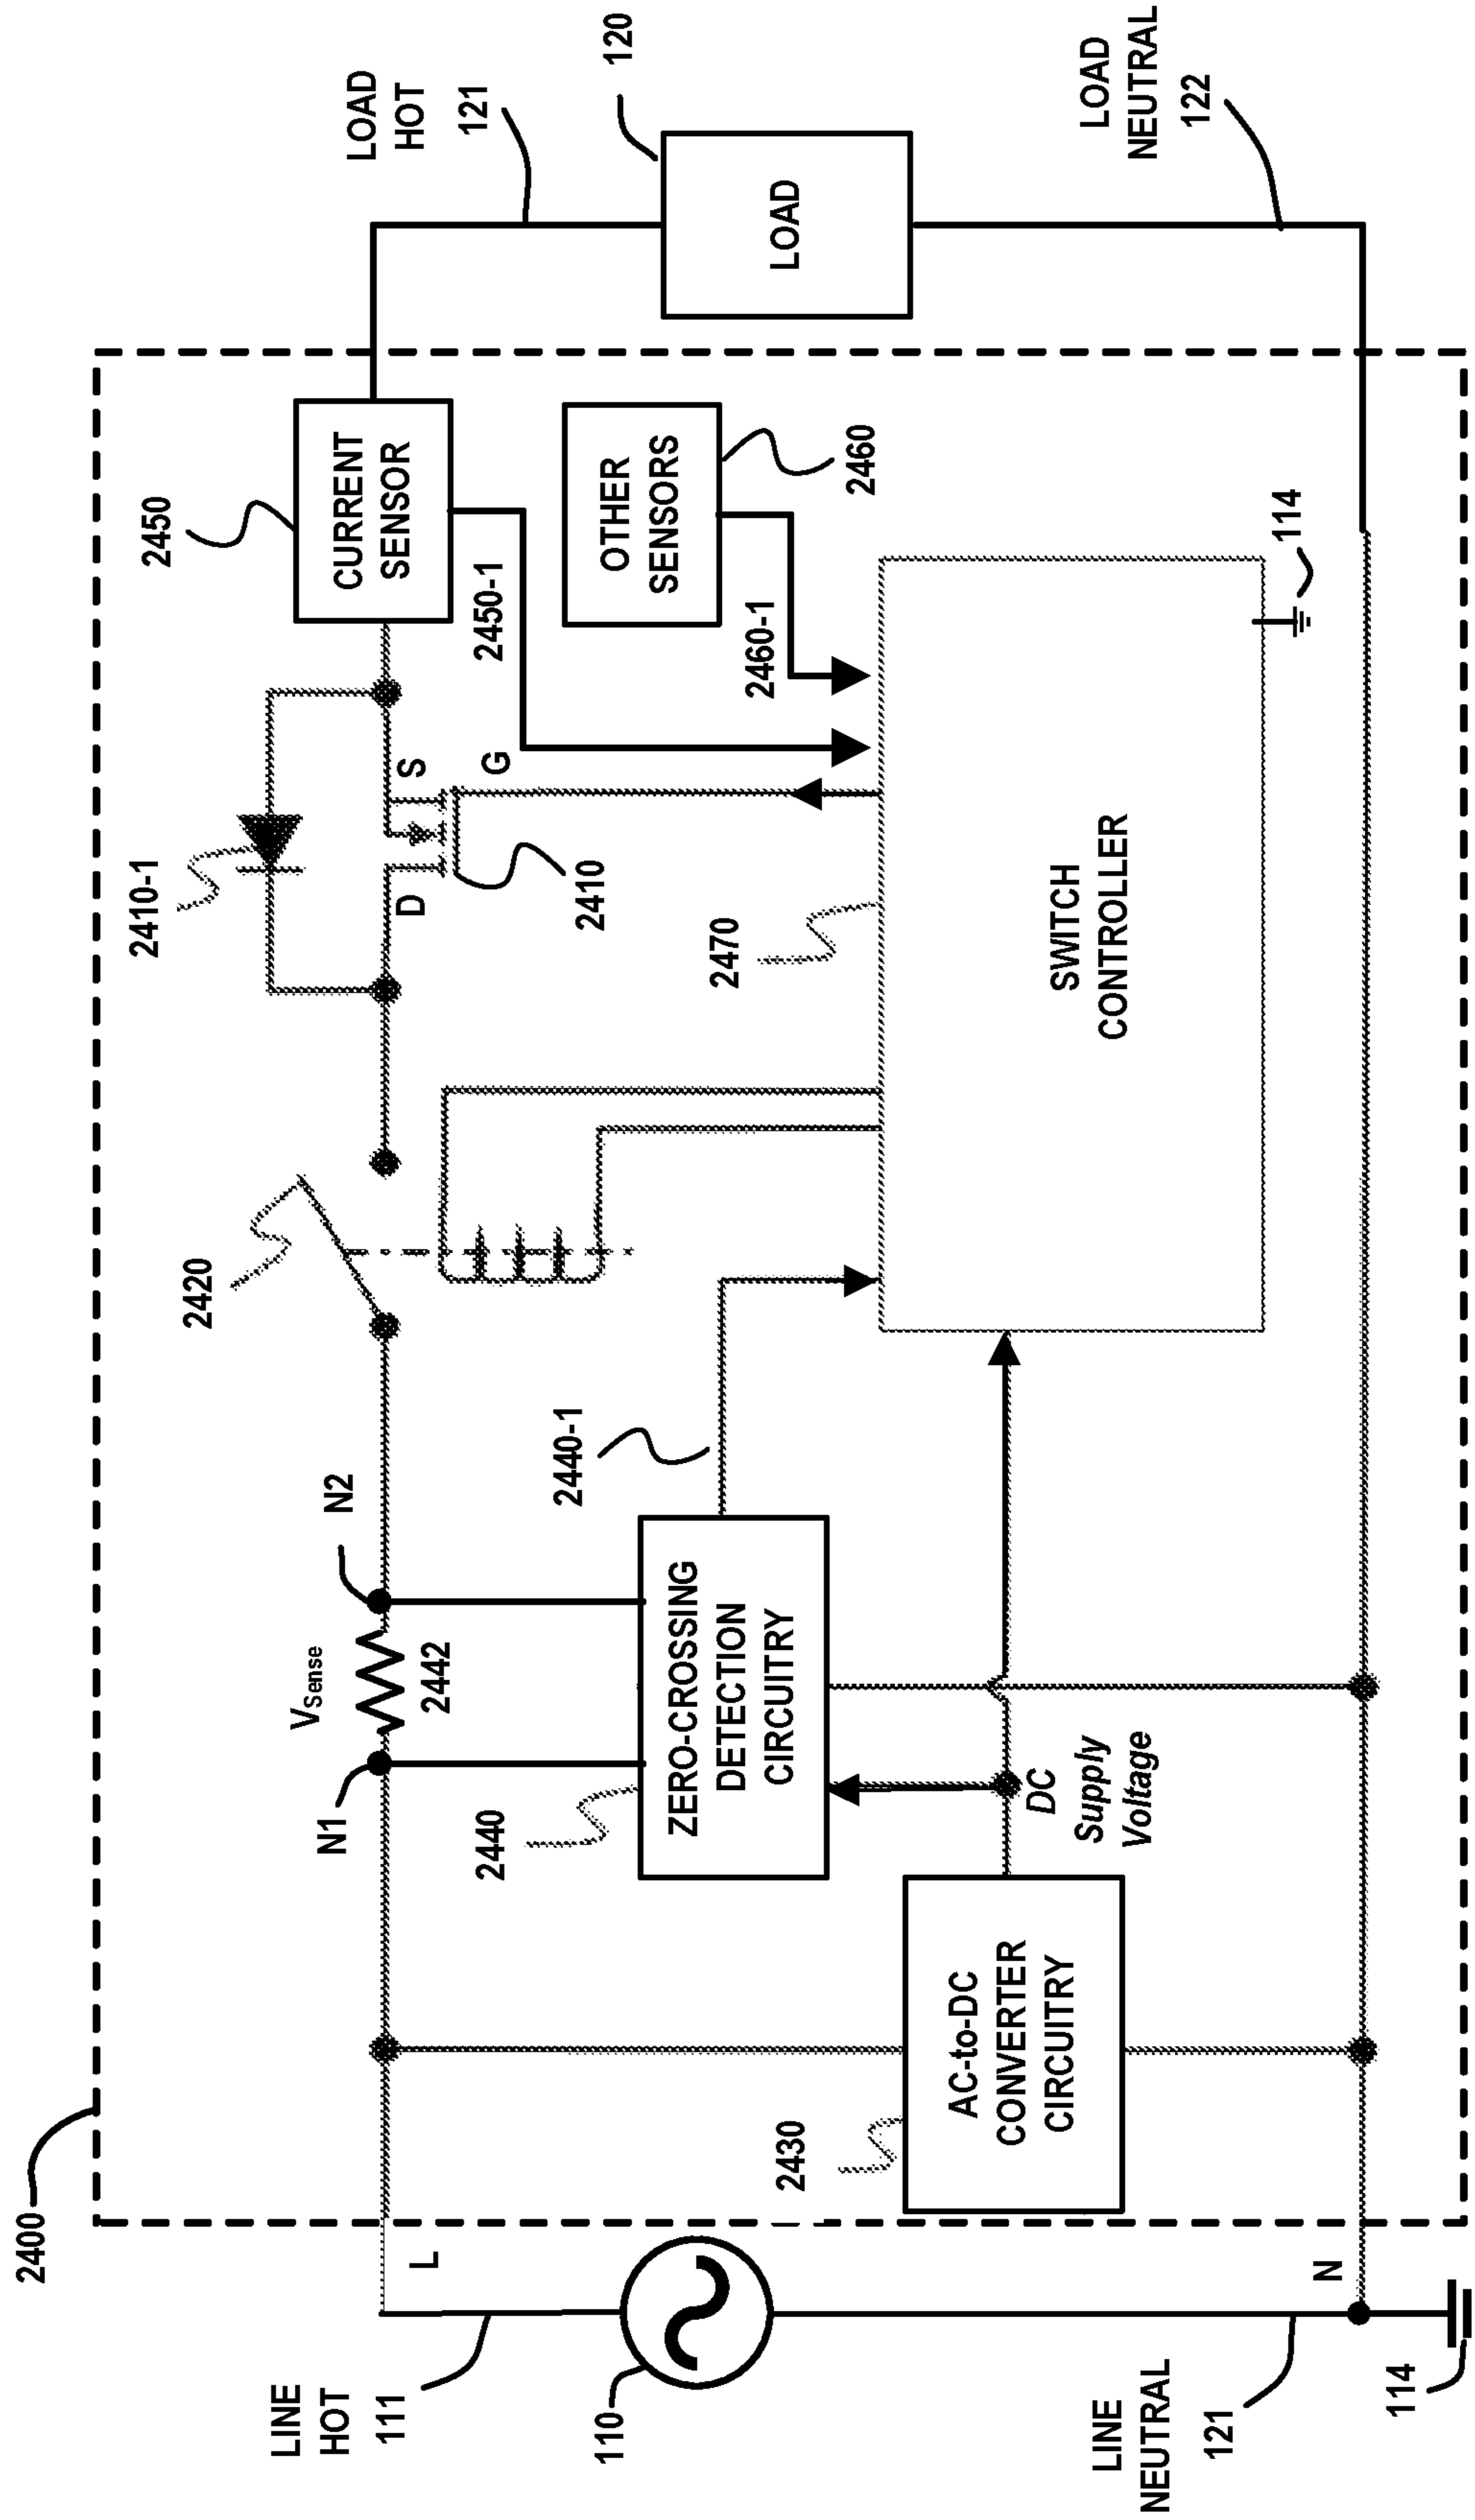 2400
LINE
HOT
111
L
110
LINE
NEUTRAL
121
N
114
N1
V_Sense
2442
N2
2420
2410-1
D
S
G
2410
2450
CURRENT
SENSOR
2450-1
OTHER
SENSORS
2460
2460-1
LOAD
HOT
121
120
LOAD
LOAD
NEUTRAL
122
2440
ZERO-CROSSING
DETECTION
CIRCUITRY
2440-1
2430
AC-to-DC
CONVERTER
CIRCUITRY
DC
Supply
Voltage
2470
SWITCH
CONTROLLER
114